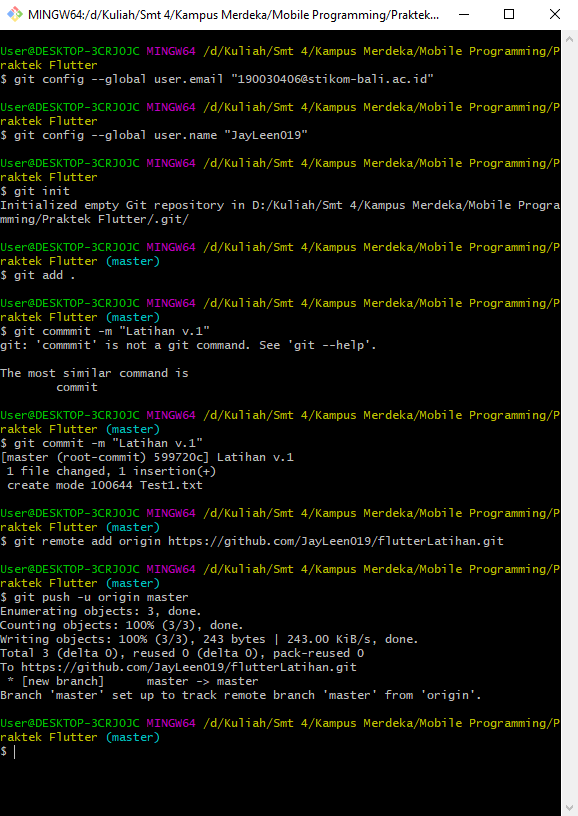 MINGW64:/d/Kuliah/Smt 4/Kampus Merdeka/Mobile Programming/Praktek...
User@DESKTOP-3CRJOJC MINGW64 /d/Kuliah/Smt 4/Kampus Merdeka/Mobile Programming/P
raktek Flutter
$ git config --global user.email "190030406@stikom-bali.ac.id"
User@DESKTOP-3CRJOJC MINGW64 /d/Kuliah/Smt 4/Kampus Merdeka/Mobile Programming/P
raktek Flutter
$ git config --global user.name "JayLeen019"
User@DESKTOP-3CRJOJC MINGW64 /d/Kuliah/Smt 4/Kampus Merdeka/Mobile Programming/P
raktek Flutter
$ git init
Initialized empty Git repository in D:/Kuliah/Smt 4/Kampus Merdeka/Mobile Progra
mming/Praktek Flutter/.git/
User@DESKTOP-3CRJOJC MINGW64 /d/Kuliah/Smt 4/Kampus Merdeka/Mobile Programming/P
raktek Flutter (master)
$ git add .
User@DESKTOP-3CRJOJC MINGW64 /d/Kuliah/Smt 4/Kampus Merdeka/Mobile Programming/P
raktek Flutter (master)
$ git commmit -m "Latihan v.1"
git: 'commmit' is not a git command. See 'git --help'.
The most similar command is
commit
User@DESKTOP-3CRJOJC MINGW64 /d/Kuliah/Smt 4/Kampus Merdeka/Mobile Programming/P
raktek Flutter (master)
$ git commit -m "Latihan v.1"
[master (root-commit) 599720c] Latihan v.1
1 file changed, 1 insertion(+)
create mode 100644 Test1.txt
User@DESKTOP-3CRJOJC MINGW64 /d/Kuliah/Smt 4/Kampus Merdeka/Mobile Programming/P
raktek Flutter (master)
$ git remote add origin https://github.com/JayLeen019/flutterLatihan.git
User@DESKTOP-3CRJOJC MINGW64 /d/Kuliah/Smt 4/Kampus Merdeka/Mobile Programming/P
raktek Flutter (master)
$ git push -u origin master
Enumerating objects: 3, done.
Counting objects: 100% (3/3), done.
Writing objects: 100% (3/3), 243 bytes | 243.00 KiB/s, done.
Total 3 (delta 0), reused 0 (delta 0), pack-reused 0
To https://github.com/JayLeen019/flutterLatihan.git
* [new branch]      master -> master
Branch 'master' set up to track remote branch 'master' from 'origin'.
User@DESKTOP-3CRJOJC MINGW64 /d/Kuliah/Smt 4/Kampus Merdeka/Mobile Programming/P
raktek Flutter (master)
$